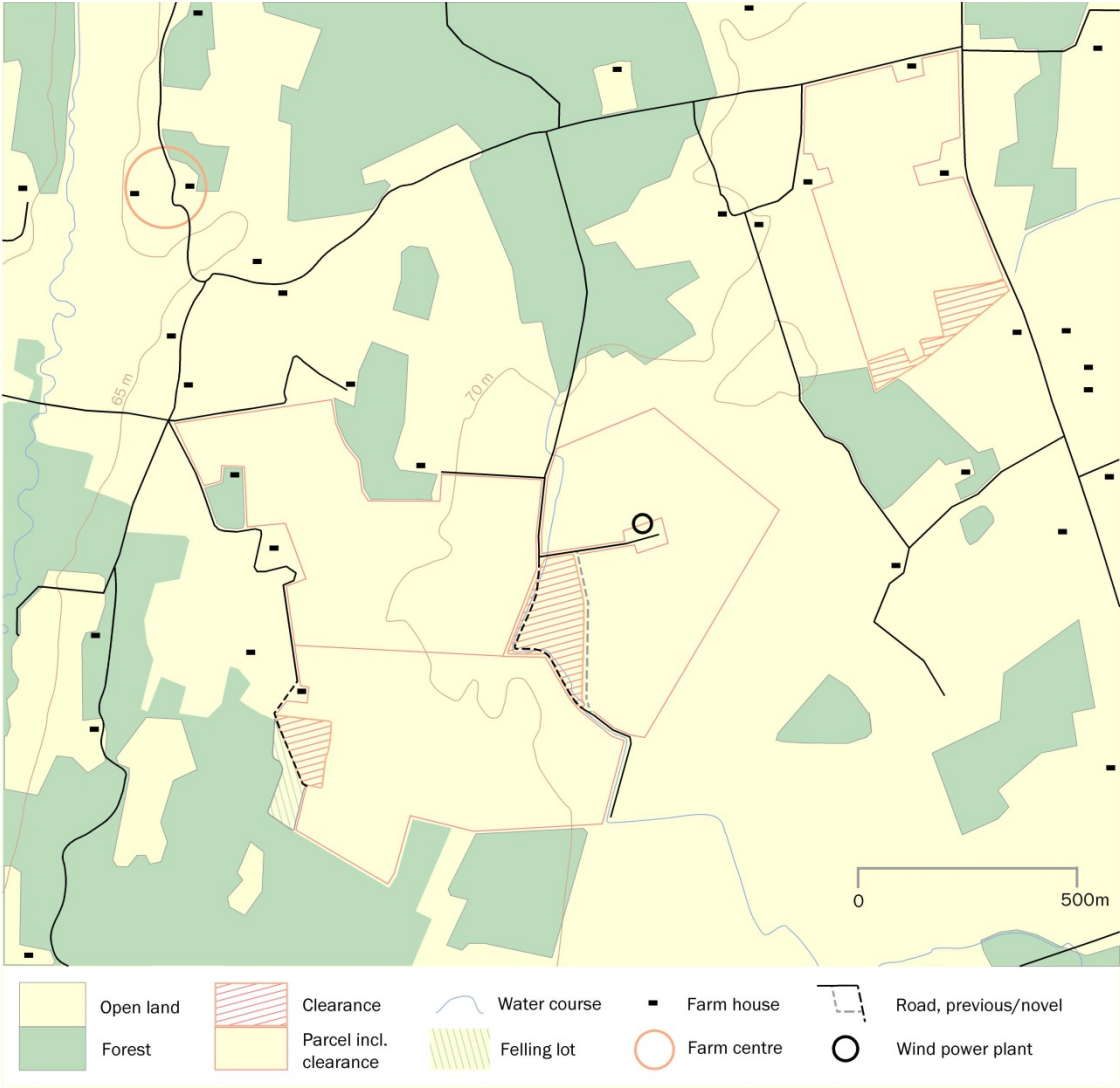 65 m
70 m
0
500m
Open land
Forest
Clearance
Parcel incl.
clearance
Water course
Felling lot
Farm house
Farm centre
Road, previous/novel
Wind power plant